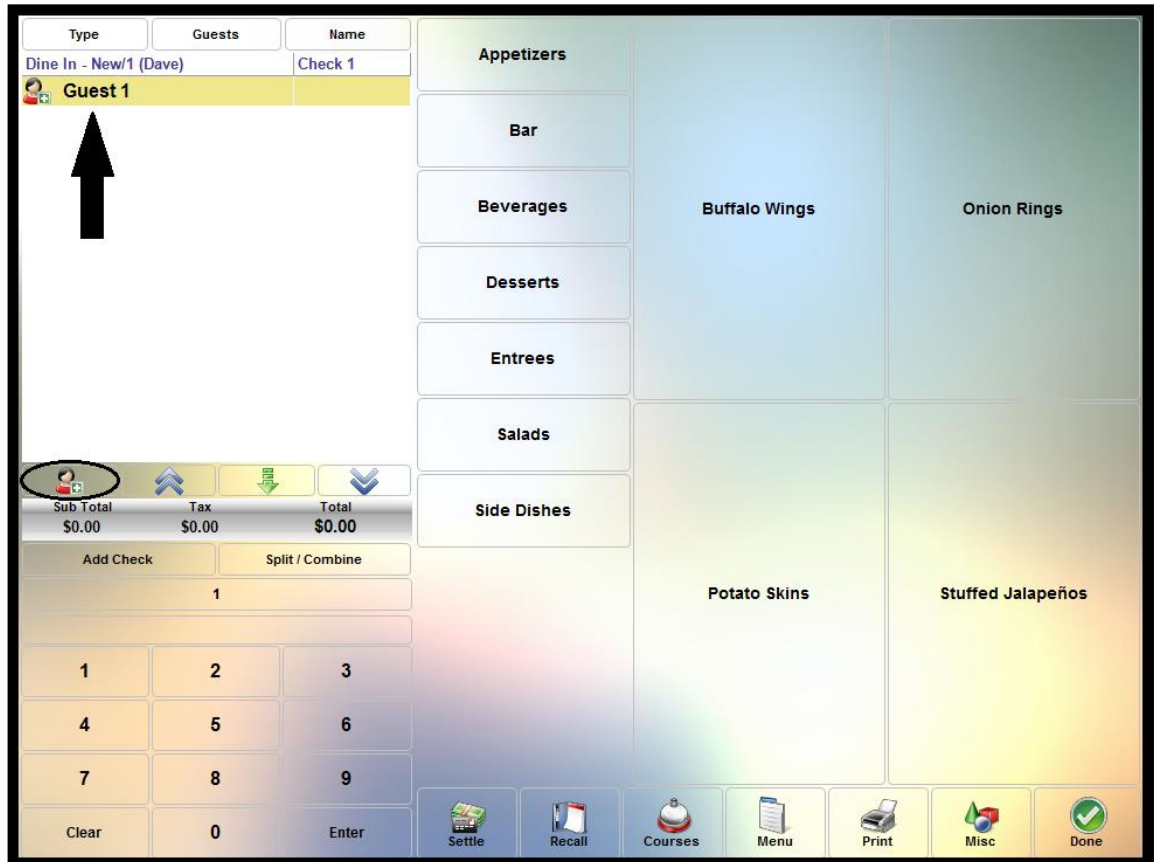 Type Guests Name
Dine In - New/1 (Dave) Check 1
Guest 1
Sub Total Tax Total
$0.00 $0.00 $0.00
Add Check Split / Combine
1
1 2 3
4 5 6
7 8 9
Clear 0 Enter
Appetizers
Bar
Beverages
Desserts
Entrees
Salads
Side Dishes
Buffalo Wings Onion Rings
Potato Skins Stuffed Jalapeños
Settle Recall Courses Menu Print Misc Done